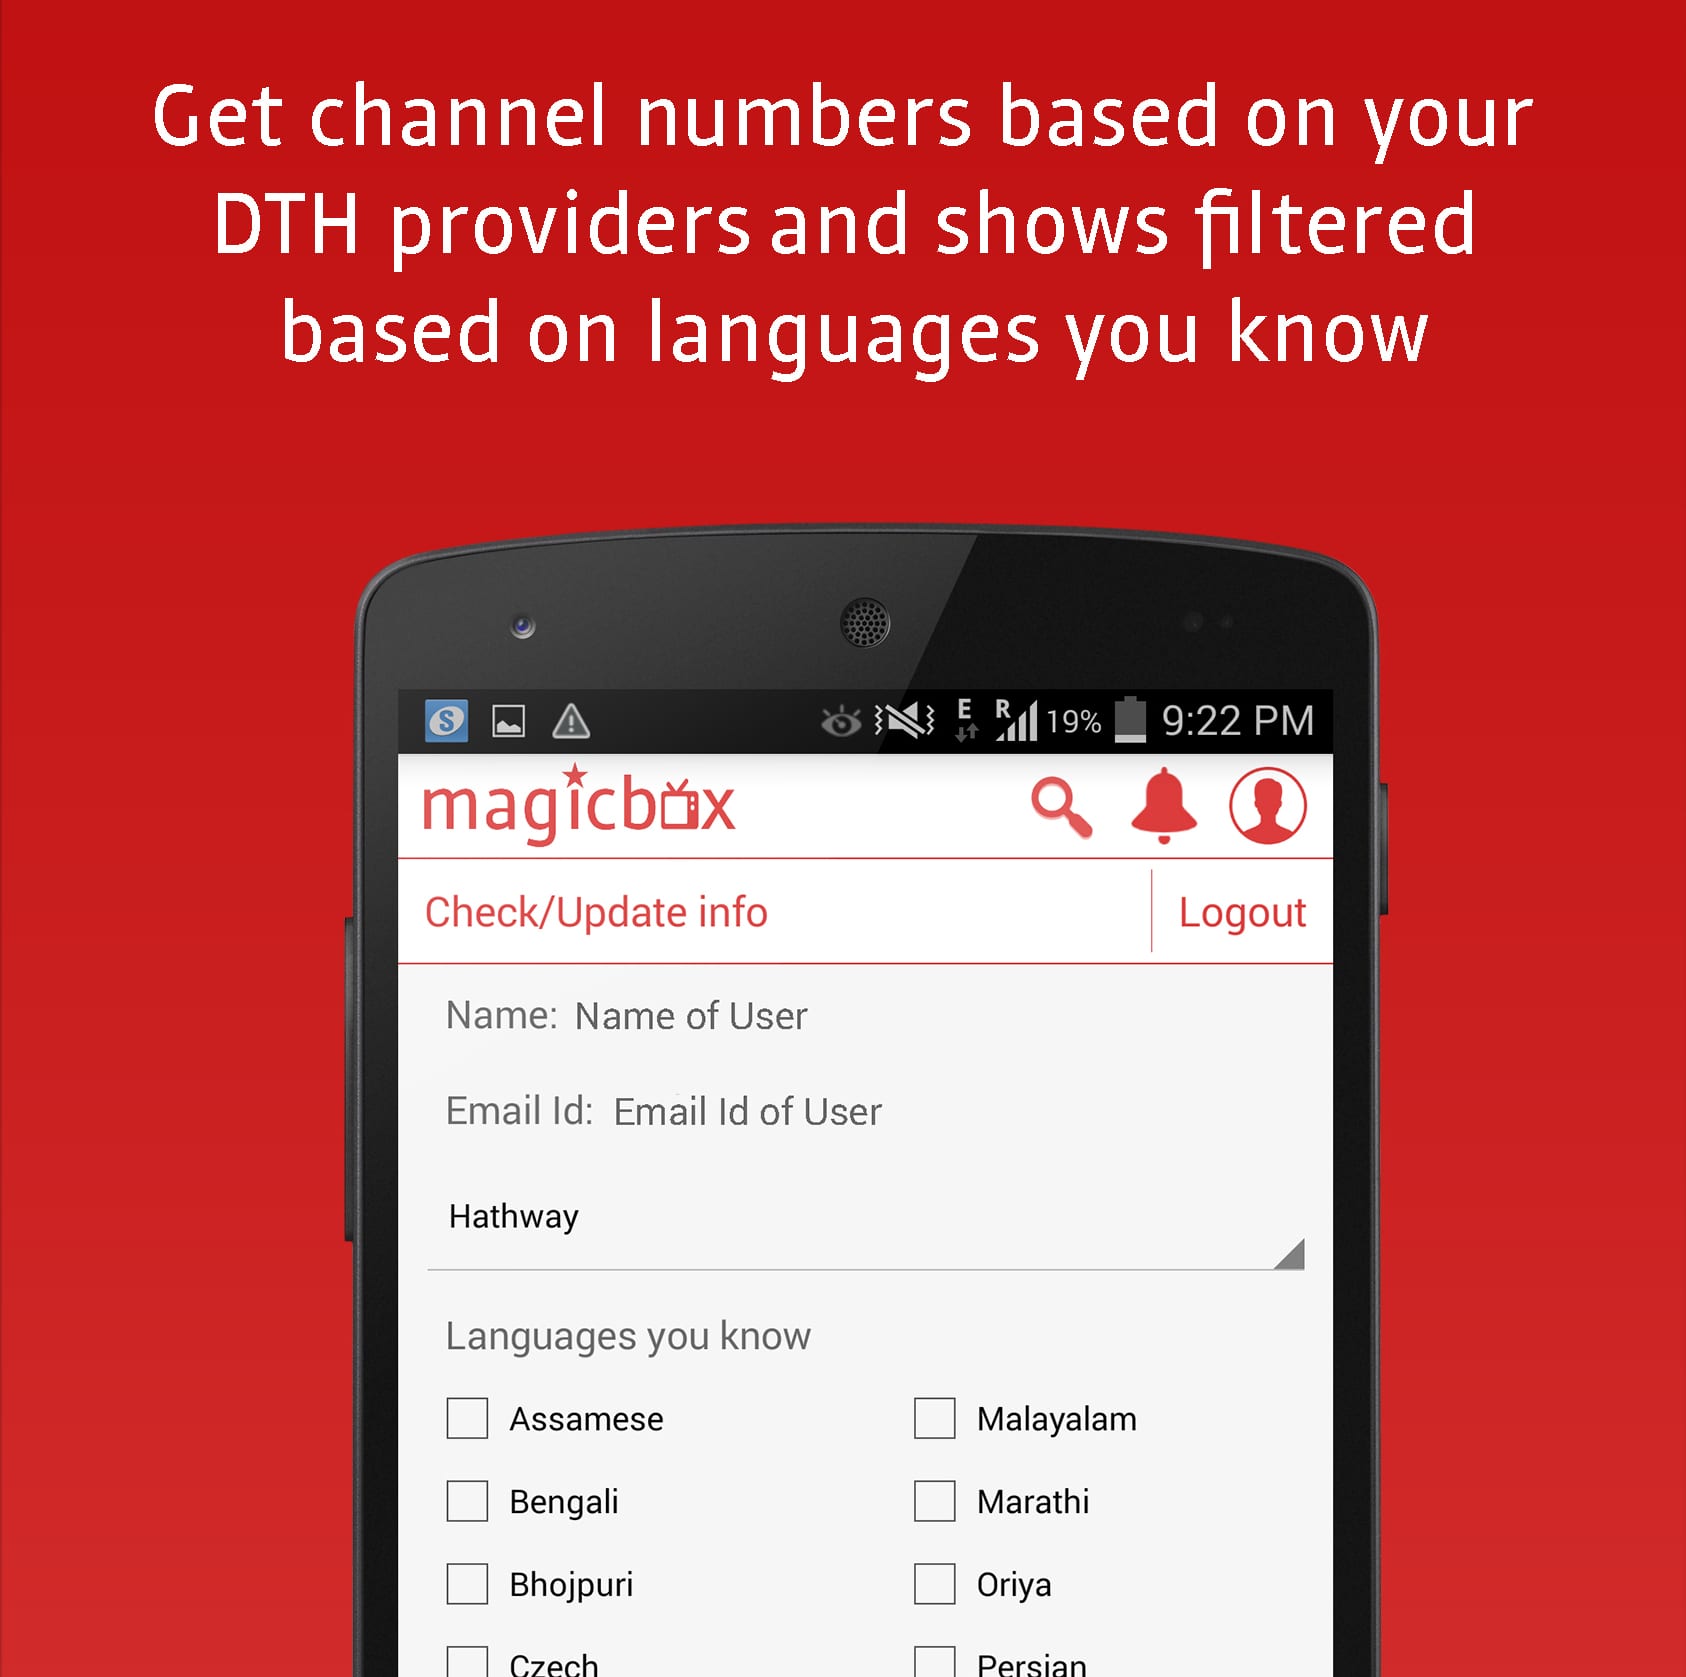 Get channel numbers based on your
DTH providers and shows filtered
based on languages you know
S E R 19% 9:22 PM
magicbox
Check/Update info Logout
Name: Name of User
Email Id: Email Id of User
Hathway
Languages you know
Assamese Malayalam
Bengali Marathi
Bhojpuri Oriya
Czech Persian